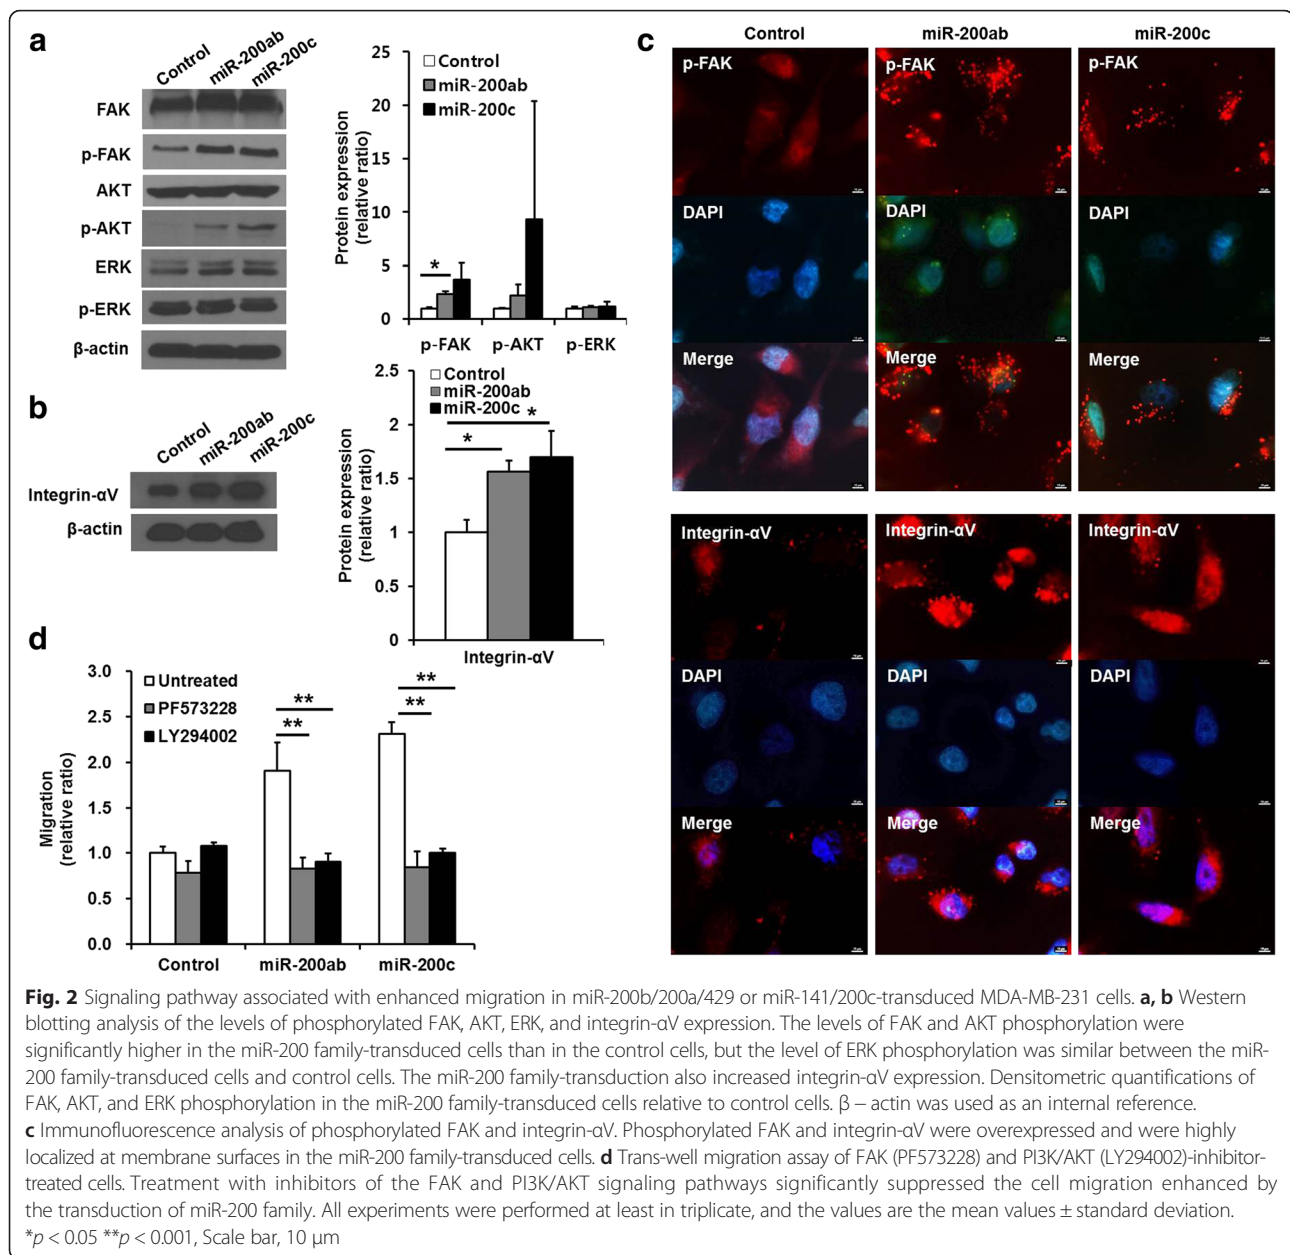 a
Control
miR-200ab
miR-200c
FAK
p-FAK
AKT
p-AKT
ERK
p-ERK
β-actin
Protein expression
(relative ratio)
25
20
15
10
5
0
Control
miR-200ab
miR-200c
*
p-FAK
p-AKT
p-ERK
b
Control
miR-200ab
miR-200c
Integrin-αV
β-actin
Protein expression
(relative ratio)
2.5
2
1.5
1
0.5
0
Control
miR-200ab
miR-200c
*
*
Integrin-αV
c
Control
miR-200ab
miR-200c
p-FAK
p-FAK
p-FAK
DAPI
DAPI
DAPI
Merge
Merge
Merge
Integrin-αV
Integrin-αV
Integrin-αV
DAPI
DAPI
DAPI
Merge
Merge
Merge
d
Migration
(relative ratio)
3.0
2.5
2.0
1.5
1.0
0.5
0.0
Untreated
PF573228
LY294002
**
**
**
**
Control
miR-200ab
miR-200c
Fig. 2 Signaling pathway associated with enhanced migration in miR-200b/200a/429 or miR-141/200c-transduced MDA-MB-231 cells. a, b Western
blotting analysis of the levels of phosphorylated FAK, AKT, ERK, and integrin-αV expression. The levels of FAK and AKT phosphorylation were
significantly higher in the miR-200 family-transduced cells than in the control cells, but the level of ERK phosphorylation was similar between the miR-
200 family-transduced cells and control cells. The miR-200 family-transduction also increased integrin-αV expression. Densitometric quantifications of
FAK, AKT, and ERK phosphorylation in the miR-200 family-transduced cells relative to control cells. β – actin was used as an internal reference.
c Immunofluorescence analysis of phosphorylated FAK and integrin-αV. Phosphorylated FAK and integrin-αV were overexpressed and were highly
localized at membrane surfaces in the miR-200 family-transduced cells. d Trans-well migration assay of FAK (PF573228) and PI3K/AKT (LY294002)-inhibitor-
treated cells. Treatment with inhibitors of the FAK and PI3K/AKT signaling pathways significantly suppressed the cell migration enhanced by
the transduction of miR-200 family. All experiments were performed at least in triplicate, and the values are the mean values ± standard deviation.
*p < 0.05 **p < 0.001, Scale bar, 10 μm